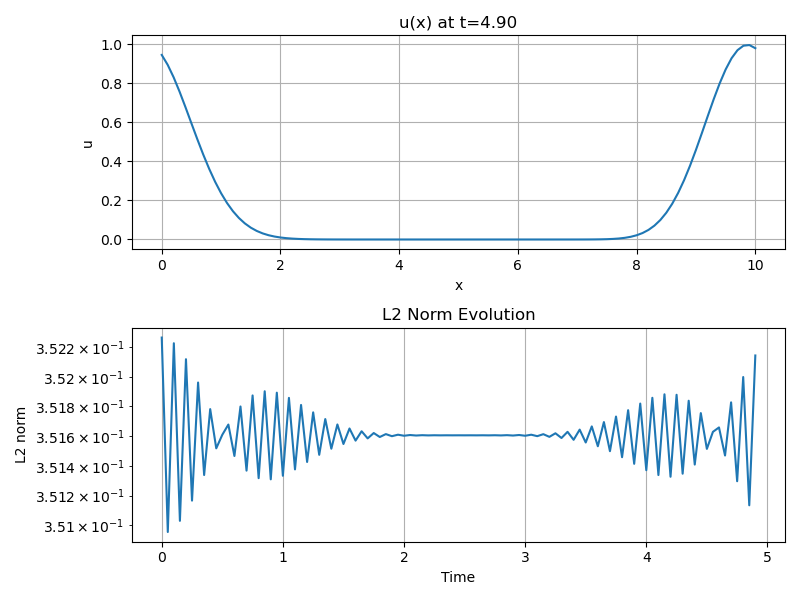 u(x) at t=4.90
1.0
0.8
0.6
0.4
0.2
0.0
u
0 2 4 6 8 10
x
L2 Norm Evolution
3.522 × 10⁻¹
3.52 × 10⁻¹
3.518 × 10⁻¹
3.516 × 10⁻¹
3.514 × 10⁻¹
3.512 × 10⁻¹
3.51 × 10⁻¹
L2 norm
0 1 2 3 4 5
Time